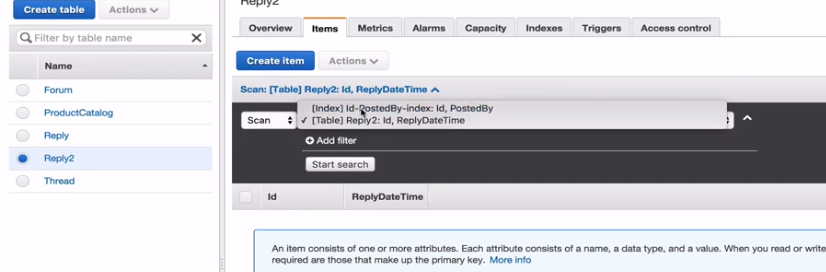 Reply2
Create table
Actions
Filter by table name
Name
Forum
ProductCatalog
Reply
Reply2
Thread
Overview
Items
Metrics
Alarms
Capacity
Indexes
Triggers
Access control
Create item
Actions
Scan: [Table] Reply2: Id, ReplyDateTime
[Index] Id-PostedBy-index: Id, PostedBy
Scan
[Table] Reply2: Id, ReplyDateTime
Add filter
Start search
Id
ReplyDateTime
An item consists of one or more attributes. Each attribute consists of a name, a data type, and a value. When you read or write
required are those that make up the primary key. More info